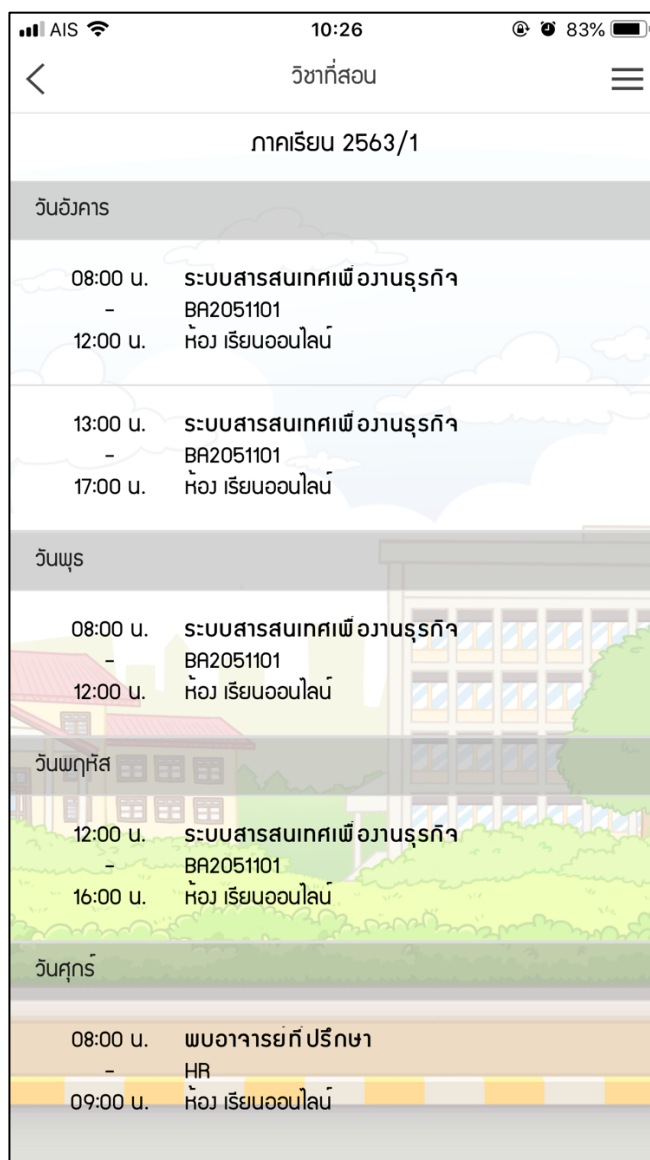 AIS 10:26 83%
วิชาที่สอน
ภาคเรียน 2563/1
วันอังคาร
08:00 น. ระบบสารสนเทศเพื่องานธุรกิจ
- BA2051101
12:00 น. ห้อง เรียนออนไลน์
13:00 น. ระบบสารสนเทศเพื่องานธุรกิจ
- BA2051101
17:00 น. ห้อง เรียนออนไลน์
วันพุธ
08:00 น. ระบบสารสนเทศเพื่องานธุรกิจ
- BA2051101
12:00 น. ห้อง เรียนออนไลน์
วันพฤหัส
12:00 น. ระบบสารสนเทศเพื่องานธุรกิจ
- BA2051101
16:00 น. ห้อง เรียนออนไลน์
วันศุกร์
08:00 น. พบอาจารย์ที่ปรึกษา
- HR
09:00 น. ห้อง เรียนออนไลน์